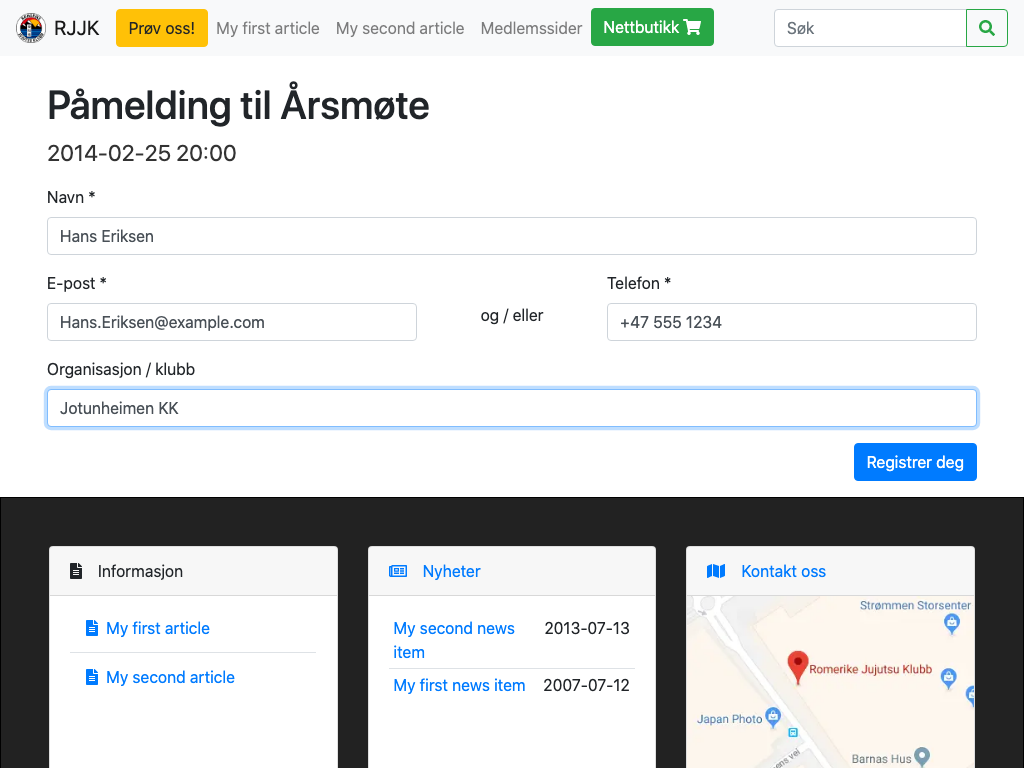 RJJK Prøv oss! My first article My second article Medlemssider Nettbutikk Søk
Påmelding til Årsmøte
2014-02-25 20:00
Navn *
Hans Eriksen
E-post * Telefon *
Hans.Eriksen@example.com og / eller +47 555 1234
Organisasjon / klubb
Jotunheimen KK
Registrer deg
Informasjon
My first article
My second article
Nyheter
My second news item 2013-07-13
My first news item 2007-07-12
Kontakt oss
Strømmen Storsenter
Romerike Jujutsu Klubb
Japan Photo
ens vei
Barnas Hus